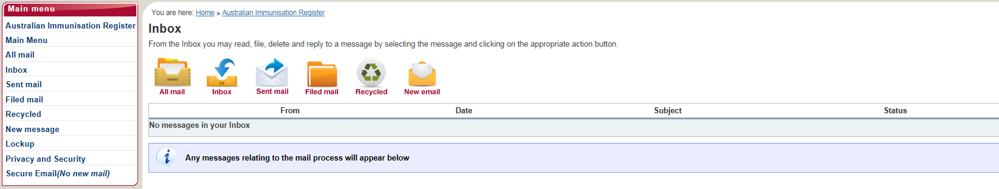 Main menu
Australian Immunisation Register
Main Menu
All mail
Inbox
Sent mail
Filed mail
Recycled
New message
Lockup
Privacy and Security
Secure Email(No new mail)
You are here: Home » Australian Immunisation Register
Inbox
From the Inbox you may read, file, delete and reply to a message by selecting the message and clicking on the appropriate action button.
IN
All mail Inbox Sent mail Filed mail Recycled New email
From Date Subject Status
No messages in your Inbox
i Any messages relating to the mail process will appear below